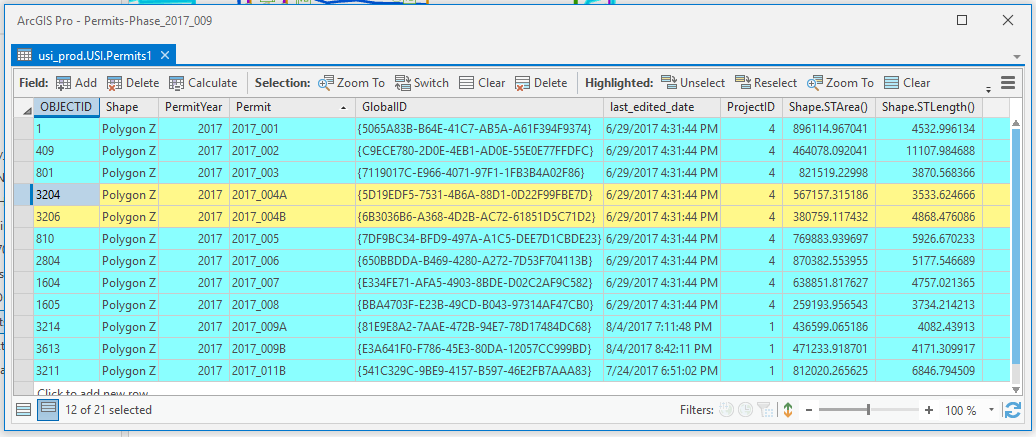 ArcGIS Pro - Permits-Phase_2017_009
usi_prod.USI.Permits1
Field: Add Delete Calculate Selection: Zoom To Switch Clear Delete Highlighted: Unselect Reselect Zoom To Clear
OBJECTID Shape PermitYear Permit GlobalID last_edited_date ProjectID Shape.STArea() Shape.STLength()
1 Polygon Z 2017 2017_001 {5065A83B-B64E-41C7-AB5A-A61F394F9374} 6/29/2017 4:31:44 PM 4 896114.967041 4532.996134
409 Polygon Z 2017 2017_002 {C9ECE780-2D0E-4EB1-AD0E-55E0E77FFDFC} 6/29/2017 4:31:44 PM 4 464078.092041 11107.984688
801 Polygon Z 2017 2017_003 {7119017C-E966-4071-97F1-1FB3B4A02F86} 6/29/2017 4:31:44 PM 4 821519.22998 3870.568366
3204 Polygon Z 2017 2017_004A {5D19EDF5-7531-4B6A-88D1-0D22F99FBE7D} 6/29/2017 4:31:44 PM 4 567157.315186 3533.624666
3206 Polygon Z 2017 2017_004B {6B3036B6-A368-4D2B-AC72-61851D5C71D2} 6/29/2017 4:31:44 PM 4 380759.117432 4868.476086
810 Polygon Z 2017 2017_005 {7DF9BC34-BFD9-497A-A1C5-DEE7D1CBDE23} 6/29/2017 4:31:44 PM 4 769883.939697 5926.670233
2804 Polygon Z 2017 2017_006 {650BBDDA-B469-4280-A272-7D53F704113B} 6/29/2017 4:31:44 PM 4 870382.553955 5177.546689
1604 Polygon Z 2017 2017_007 {E334FE71-AFA5-4903-8BDE-D02C2AF9C582} 6/29/2017 4:31:44 PM 4 638851.817627 4757.021365
1605 Polygon Z 2017 2017_008 {BBA4703F-E23B-49CD-B043-97314AF47CB0} 6/29/2017 4:31:44 PM 4 259193.956543 3734.214213
3214 Polygon Z 2017 2017_009A {81E9E8A2-7AAE-472B-94E7-78D17484DC68} 8/4/2017 7:11:48 PM 1 436599.065186 4082.43913
3613 Polygon Z 2017 2017_009B {E3A641F0-F786-45E3-80DA-12057CC999BD} 8/4/2017 8:42:11 PM 1 471233.918701 4171.309917
3211 Polygon Z 2017 2017_011B {541C329C-9BE9-4157-B597-46E2FB7AAA83} 7/24/2017 6:51:02 PM 1 812020.265625 6846.794509
Click to add new row.
12 of 21 selected Filters: 100 %